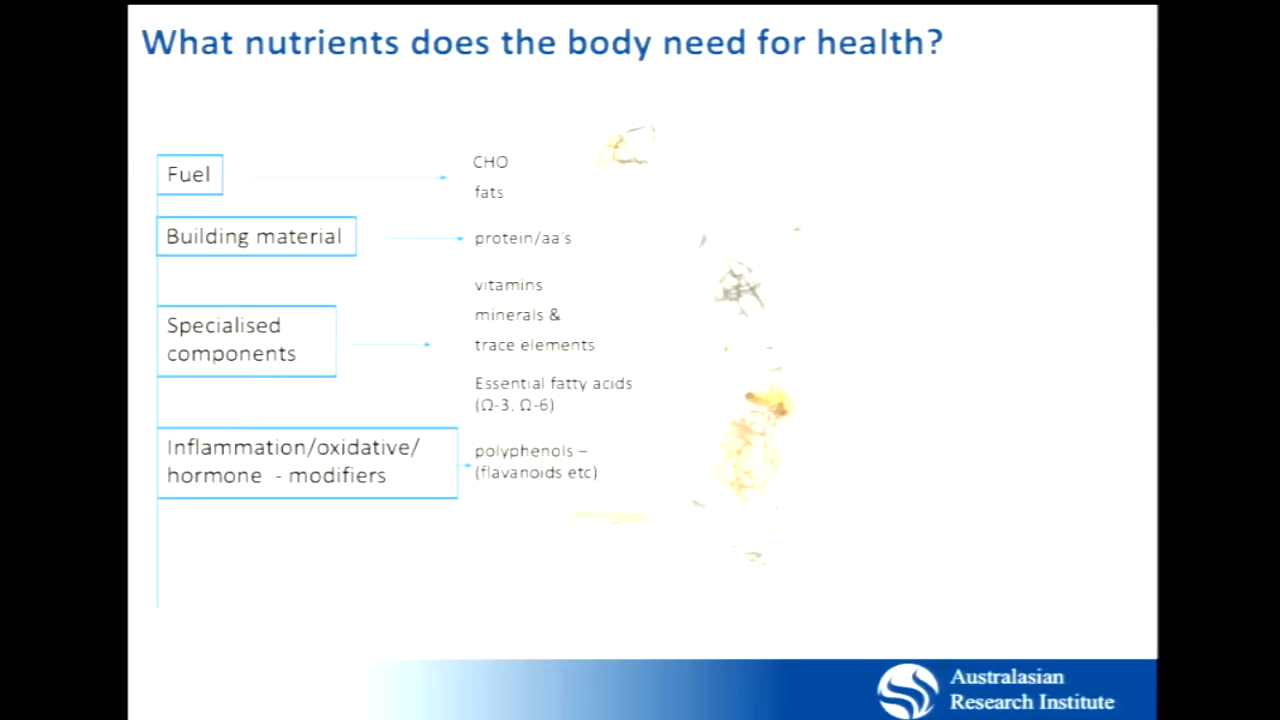 What nutrients does the body need for health?
Fuel
CHO
fats
Building material
protein/aa's
Specialised
components
vitamins
minerals &
trace elements
Essential fatty acids
(Ω-3, Ω-6)
Inflammation/oxidative/
hormone - modifiers
polyphenols –
(flavanoids etc)
Australasian
Research Institute